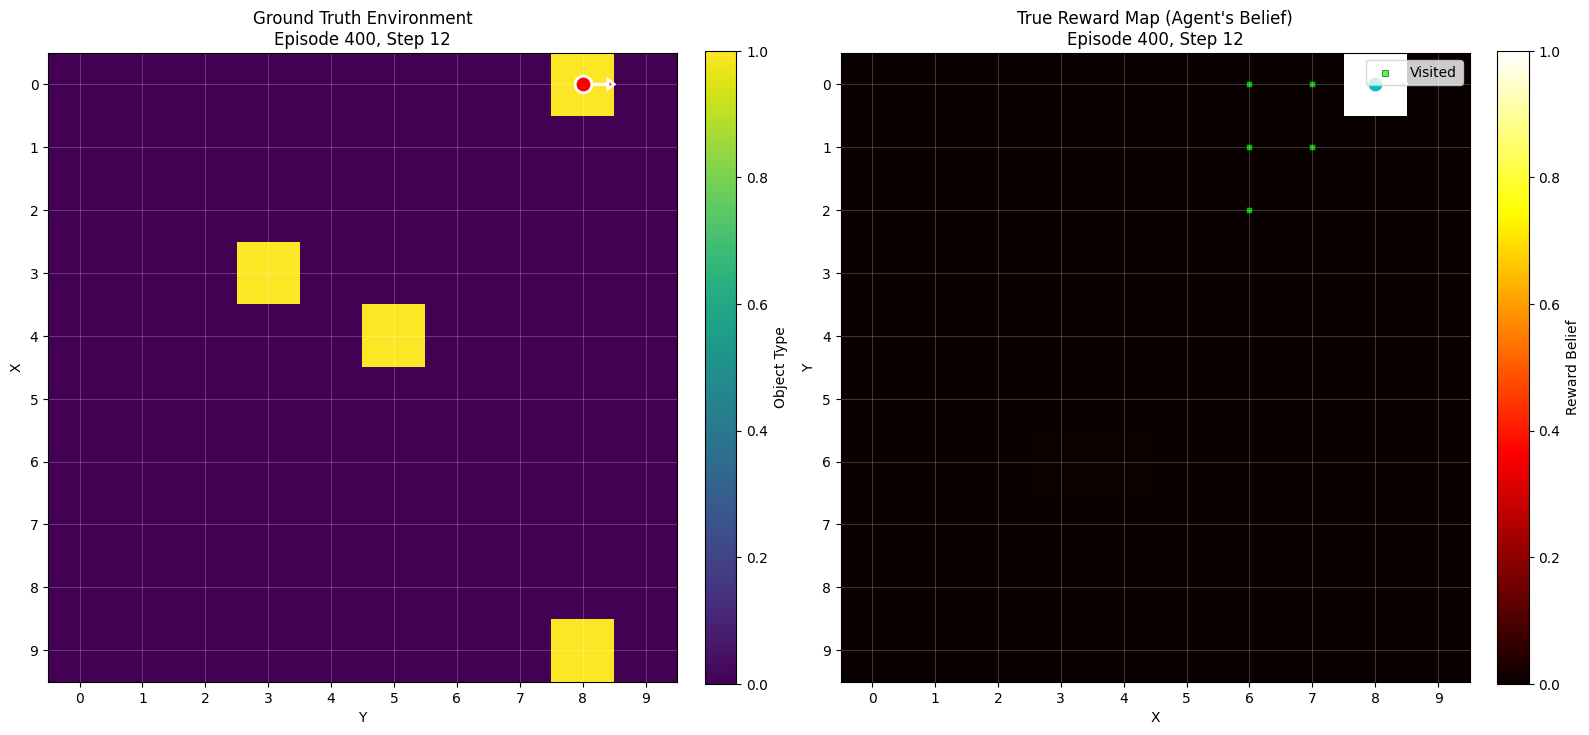 Ground Truth Environment
Episode 400, Step 12
0
1
2
3
4
5
6
7
8
9
X
0 1 2 3 4 5 6 7 8 9
Y
1.0
0.8
0.6
0.4
0.2
0.0
Object Type
True Reward Map (Agent's Belief)
Episode 400, Step 12
Visited
0
1
2
3
4
5
6
7
8
9
Y
0 1 2 3 4 5 6 7 8 9
X
1.0
0.8
0.6
0.4
0.2
0.0
Reward Belief